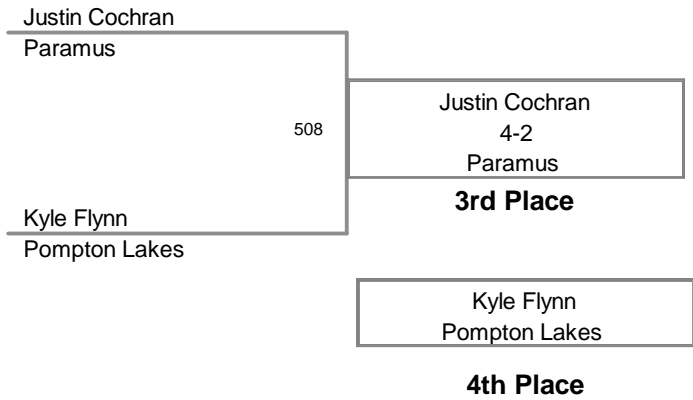 Justin Cochran
Paramus
508
Justin Cochran
4-2
Paramus
3rd Place
Kyle Flynn
Pompton Lakes
Kyle Flynn
Pompton Lakes
4th Place